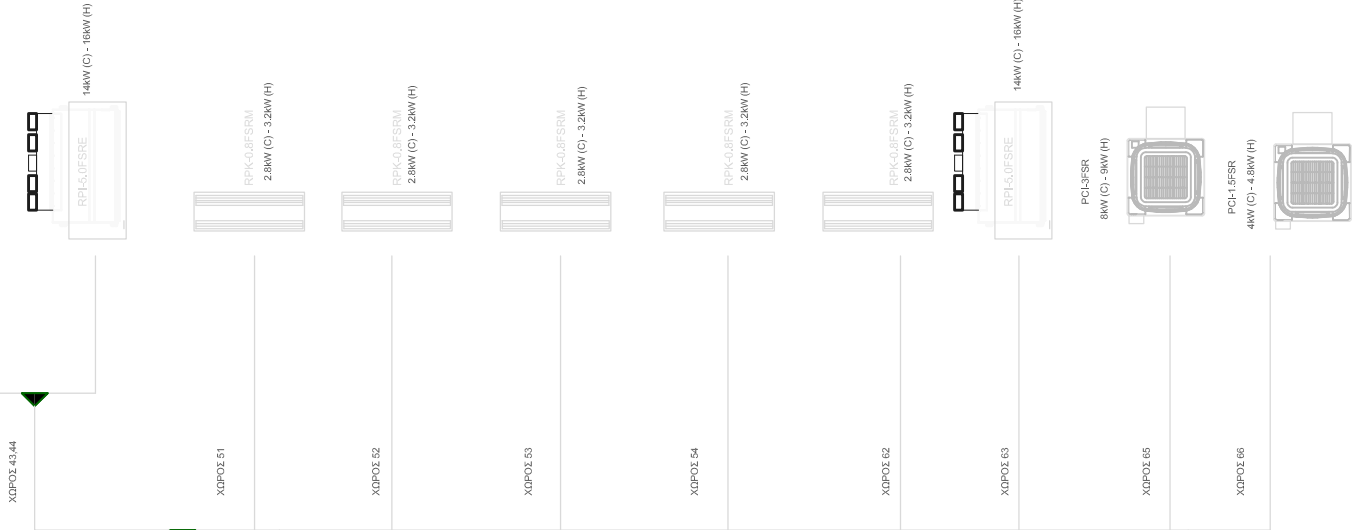 14kW (C) - 16kW (H)
RPI-5.0FSRE
RPK-0.8FSRM
2.8kW (C) - 3.2kW (H)
RPK-0.8FSRM
2.8kW (C) - 3.2kW (H)
RPK-0.8FSRM
2.8kW (C) - 3.2kW (H)
RPK-0.8FSRM
2.8kW (C) - 3.2kW (H)
RPK-0.8FSRM
2.8kW (C) - 3.2kW (H)
14kW (C) - 16kW (H)
RPI-5.0FSRE
PCI-3FSR
8kW (C) - 9kW (H)
PCI-1.5FSR
4kW (C) - 4.8kW (H)
ΧΩΡΟΣ 43,44
ΧΩΡΟΣ 51
ΧΩΡΟΣ 52
ΧΩΡΟΣ 53
ΧΩΡΟΣ 54
ΧΩΡΟΣ 62
ΧΩΡΟΣ 63
ΧΩΡΟΣ 65
ΧΩΡΟΣ 66